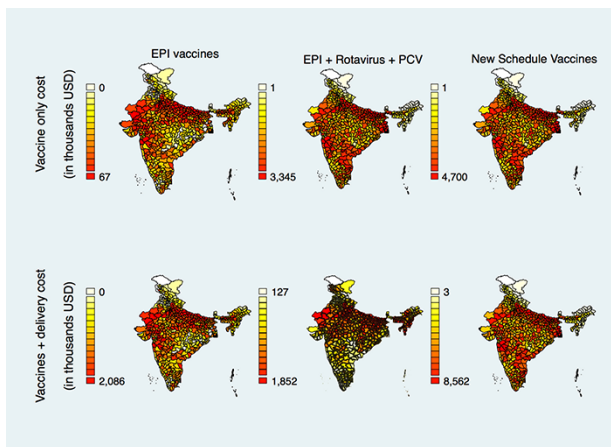 EPI vaccines
EPI + Rotavirus + PCV
New Schedule Vaccines
Vaccine only cost
(in thousands USD)
0
67
1
3,345
1
4,700
Vaccines + delivery cost
(in thousands USD)
0
2,086
127
1,852
3
8,562